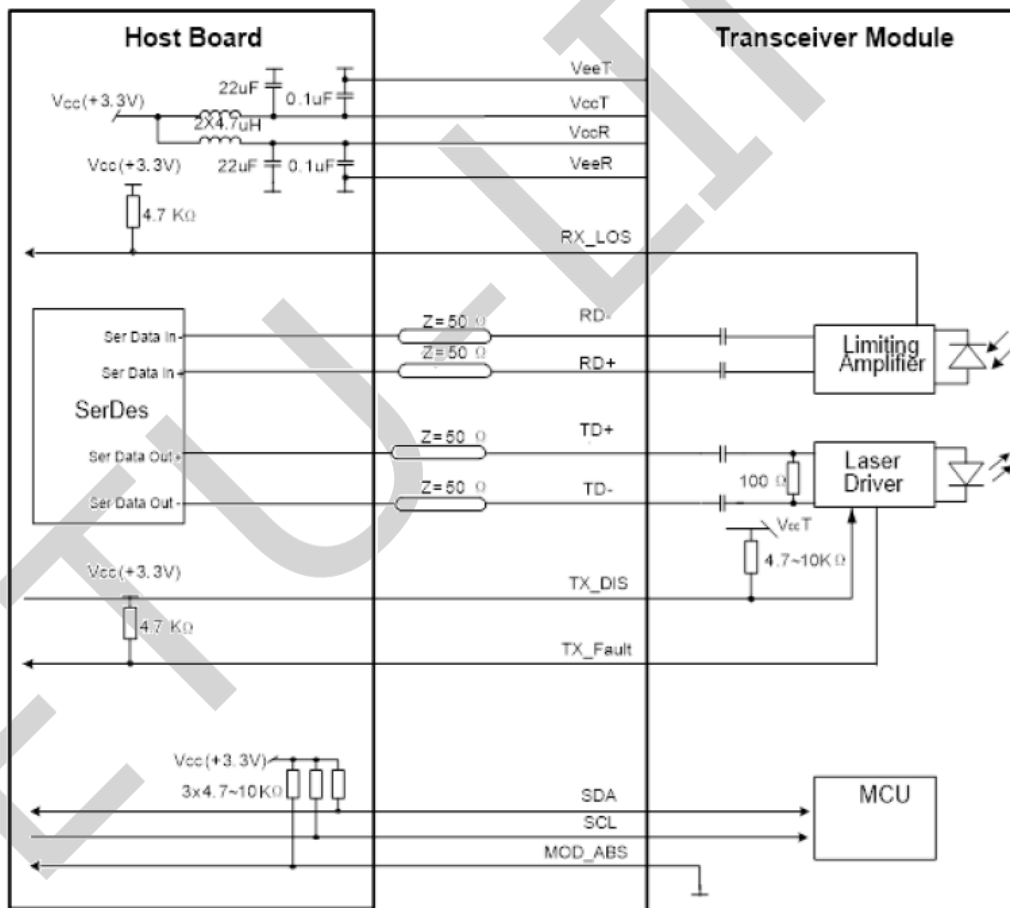 Host Board
Transceiver Module
VeeT
22uF
0.1uF
Vcc(+3.3V)
VccT
2X4.7uH
VccR
Vcc(+3.3V)
22uF
0.1uF
VeeR
4.7 KΩ
RX_LOS
Z=50 Ω
RD-
Ser Data In -
Limiting
Amplifier
Z=50 Ω
Ser Data In +
RD+
SerDes
Z=50 Ω
TD+
Ser Data Out+
Laser
Driver
100 Ω
Z=50 Ω
TD-
Ser Data Out -
VccT
4.7~10KΩ
Vcc(+3.3V)
TX_DIS
4.7 KΩ
TX_Fault
Vcc(+3.3V)
3x4.7~10KΩ
SDA
MCU
SCL
MOD_ABS
ETU-LI